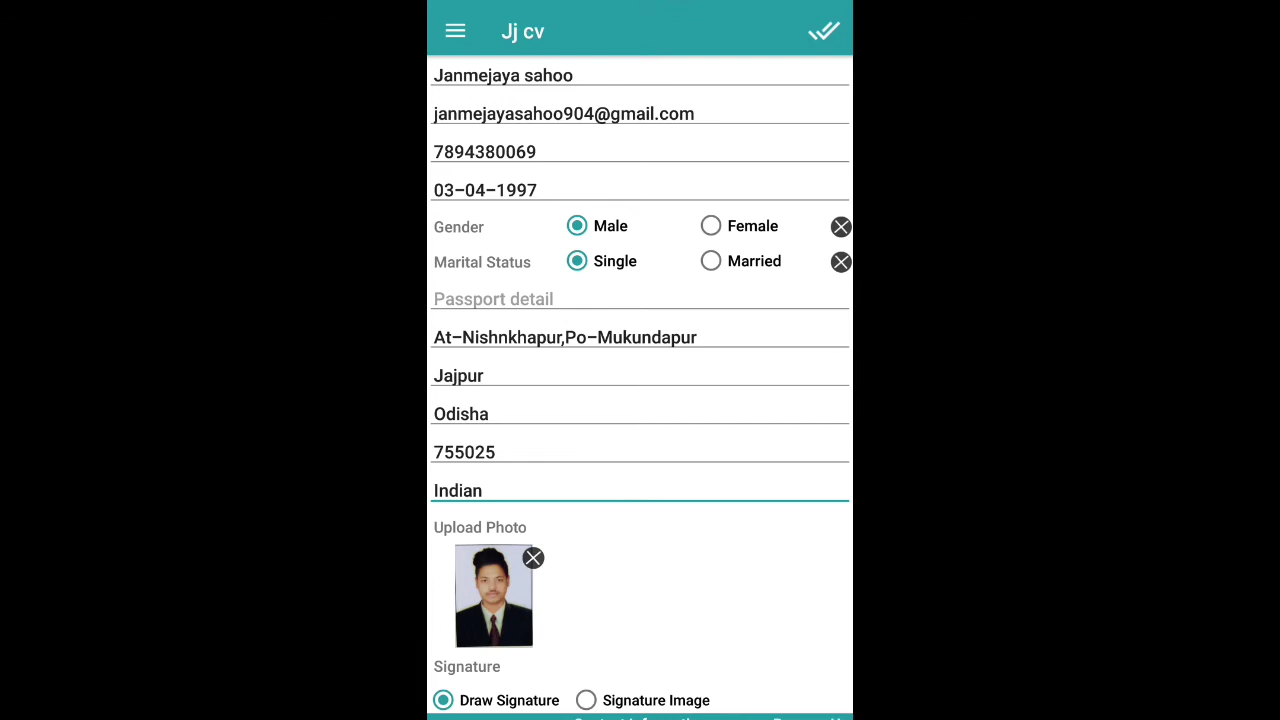 Jj cv
Janmejaya sahoo
janmejayasahoo904@gmail.com
7894380069
03-04-1997
Gender Male Female
Marital Status Single Married
Passport detail
At-Nishnkhapur,Po-Mukundapur
Jajpur
Odisha
755025
Indian
Upload Photo
Signature
Draw Signature Signature Image